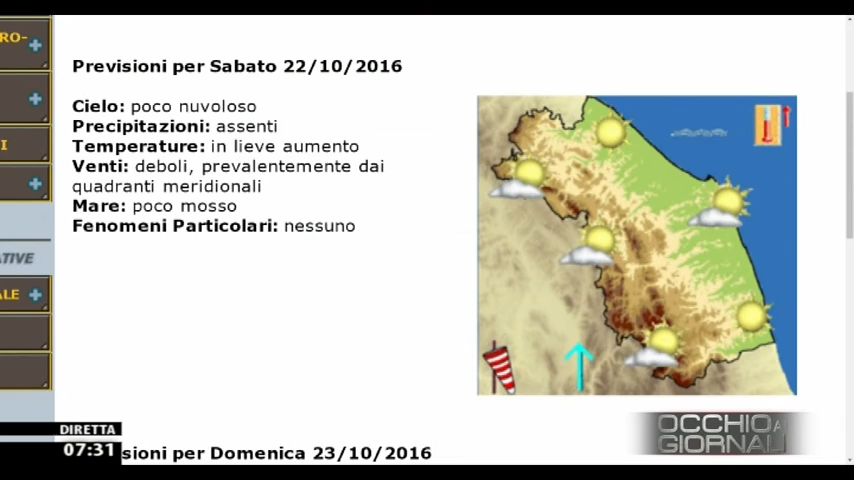 RO-
Previsioni per Sabato 22/10/2016
Cielo: poco nuvoloso
Precipitazioni: assenti
Temperature: in lieve aumento
Venti: deboli, prevalentemente dai
quadranti meridionali
Mare: poco mosso
Fenomeni Particolari: nessuno
I
ATIVE
ALE
DIRETTA
07:31
sioni per Domenica 23/10/2016
OCCHIO AI
GIORNALI